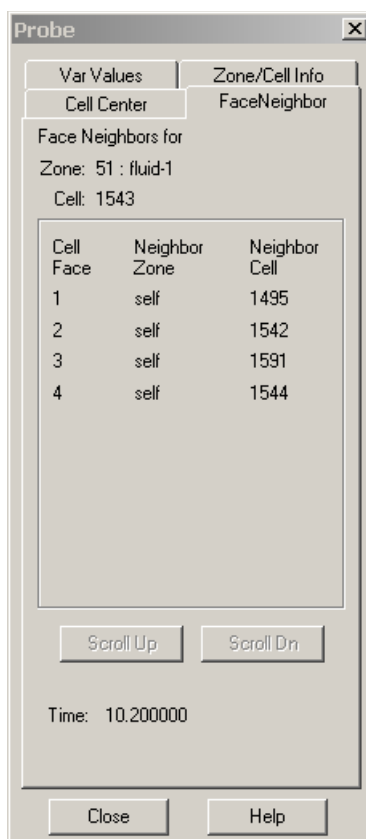 Probe
Var Values Zone/Cell Info
Cell Center FaceNeighbor
Face Neighbors for
Zone: 51 : fluid-1
Cell: 1543
Cell Neighbor Neighbor
Face Zone Cell
1 self 1495
2 self 1542
3 self 1591
4 self 1544
Scroll Up Scroll Dn
Time: 10.200000
Close Help